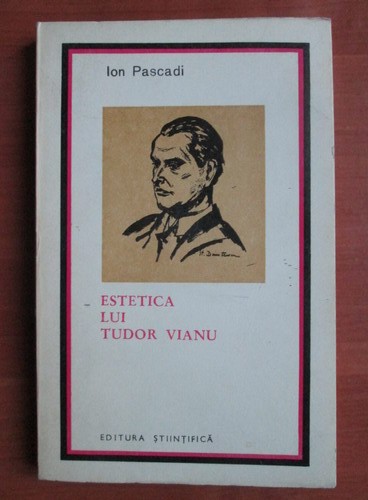 Ion Pascadi
ESTETICA
LUI
TUDOR VIANU
EDITURA ȘTIINȚIFICĂ